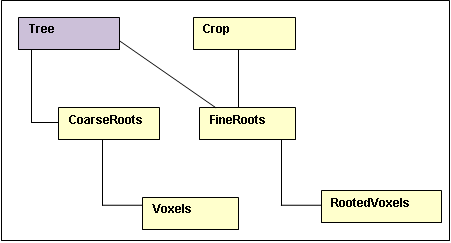 Tree
Crop
CoarseRoots
FineRoots
Voxels
RootedVoxels